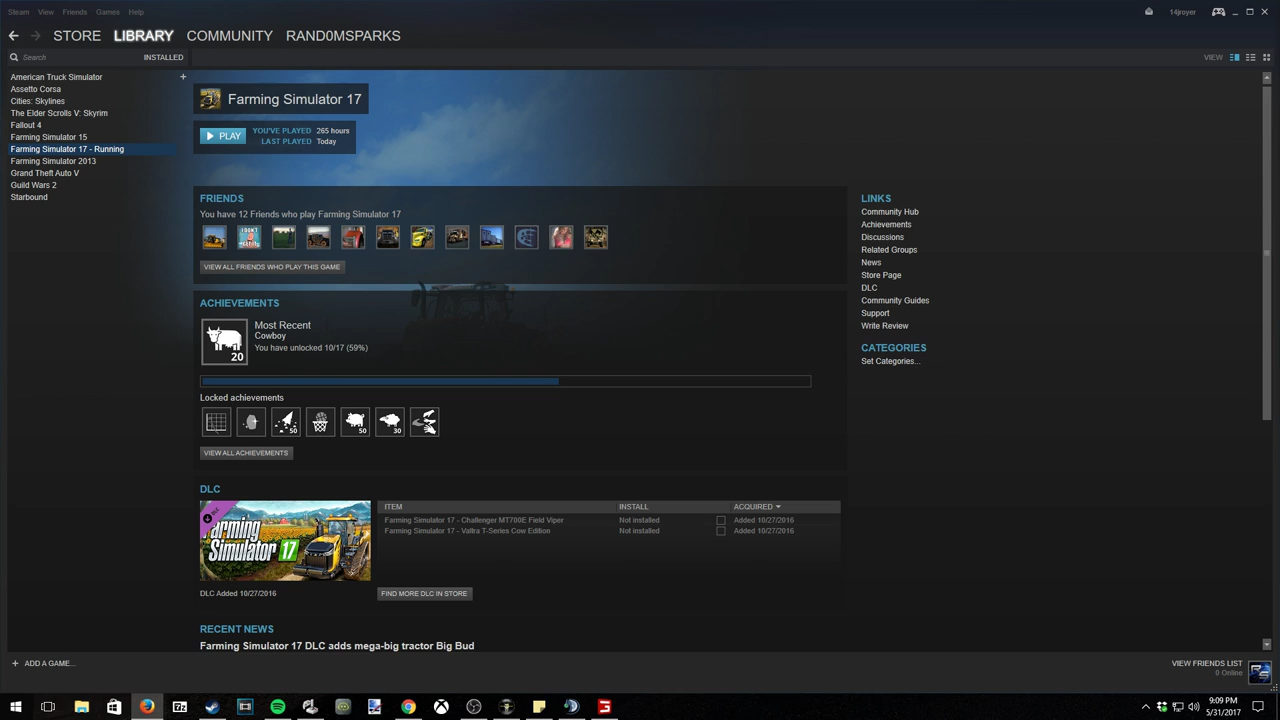 Steam View Friends Games Help 14jroyer
STORE LIBRARY COMMUNITY RAND0MSPARKS
Search INSTALLED VIEW
American Truck Simulator
Assetto Corsa
Cities: Skylines
The Elder Scrolls V: Skyrim
Fallout 4
Farming Simulator 15
Farming Simulator 17 - Running
Farming Simulator 2013
Grand Theft Auto V
Guild Wars 2
Starbound
Farming Simulator 17
PLAY YOU'VE PLAYED 265 hours
LAST PLAYED Today
FRIENDS
You have 12 Friends who play Farming Simulator 17
VIEW ALL FRIENDS WHO PLAY THIS GAME
ACHIEVEMENTS
Most Recent
Cowboy
You have unlocked 10/17 (59%)
20
Locked achievements
50 50 30
VIEW ALL ACHIEVEMENTS
DLC
DLC
Farming
Simulator 17
DLC Added 10/27/2016
ITEM INSTALL ACQUIRED
Farming Simulator 17 - Challenger MT700E Field Viper Not installed Added 10/27/2016
Farming Simulator 17 - Valtra T-Series Cow Edition Not installed Added 10/27/2016
FIND MORE DLC IN STORE
RECENT NEWS
Farming Simulator 17 DLC adds mega-big tractor Big Bud
LINKS
Community Hub
Achievements
Discussions
Related Groups
News
Store Page
DLC
Community Guides
Support
Write Review
CATEGORIES
Set Categories...
+ ADD A GAME... VIEW FRIENDS LIST
0 Online
9:09 PM
5/31/2017